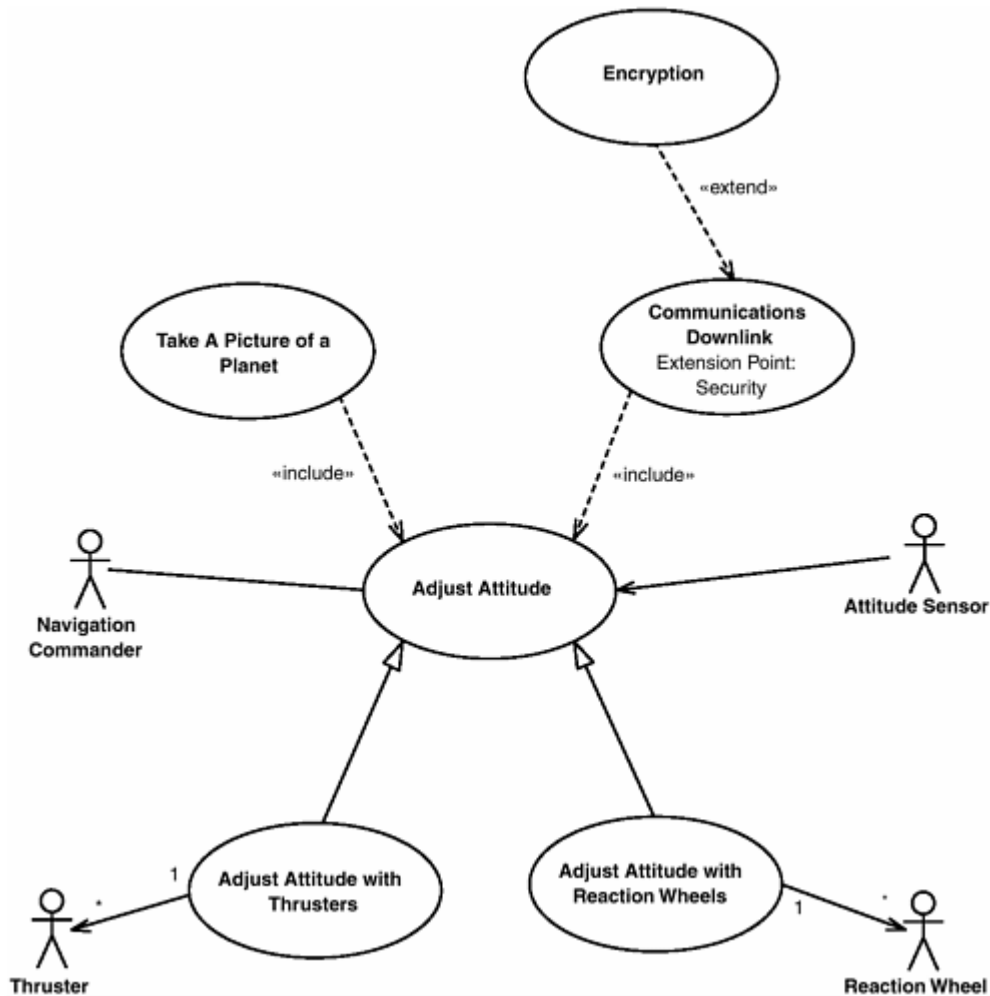 Encryption
«extend»
Take A Picture of a
Planet
Communications
Downlink
Extension Point:
Security
«include»
«include»
Navigation
Commander
Adjust Attitude
Attitude Sensor
1
*
Adjust Attitude with
Thrusters
Thruster
Adjust Attitude with
Reaction Wheels
1
*
Reaction Wheel